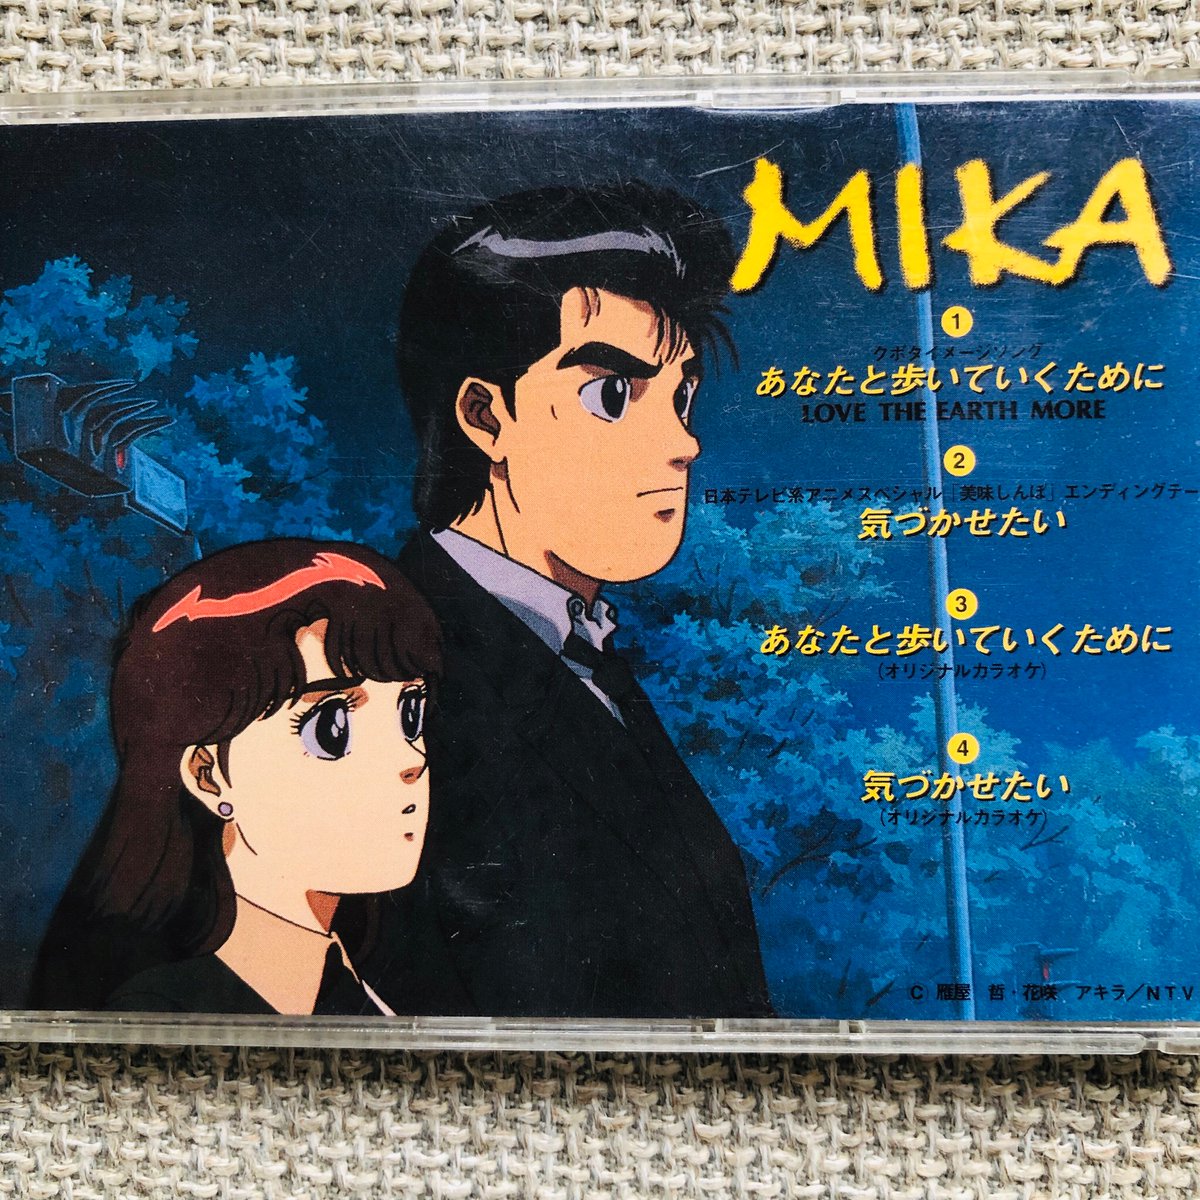 MIKA
1
クボタイメージソング
あなたと歩いていくために
LOVE THE EARTH MORE
2
日本テレビ系アニメスペシャル「美味しんぼ」エンディングテー
気づかせたい
3
あなたと歩いていくために
(オリジナルカラオケ)
4
気づかせたい
(オリジナルカラオケ)
C) 雁屋 哲・花咲 アキラ/NTV